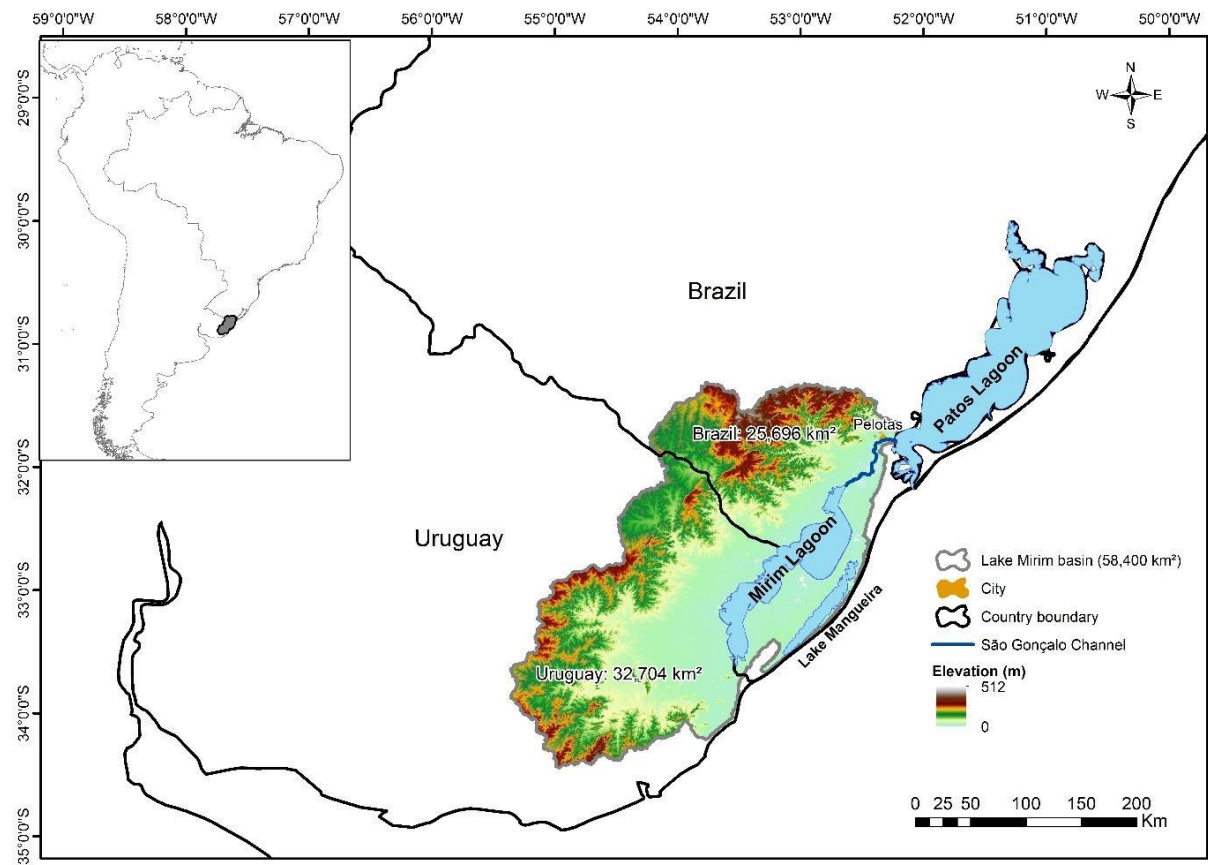 59°0'0"W 58°0'0"W 57°0'0"W 56°0'0"W 55°0'0"W 54°0'0"W 53°0'0"W 52°0'0"W 51°0'0"W 50°0'0"W
29°0'0"S
30°0'0"S
31°0'0"S
32°0'0"S
33°0'0"S
34°0'0"S
35°0'0"S
N
W E
S
Brazil
Patos Lagoon
Pelotas
Brazil: 25,696 km²
Uruguay
Mirim Lagoon
Lake Mangueira
Uruguay: 32,704 km²
Lake Mirim basin (58,400 km²)
City
Country boundary
São Gonçalo Channel
Elevation (m)
512
0
0 25 50 100 150 200
Km